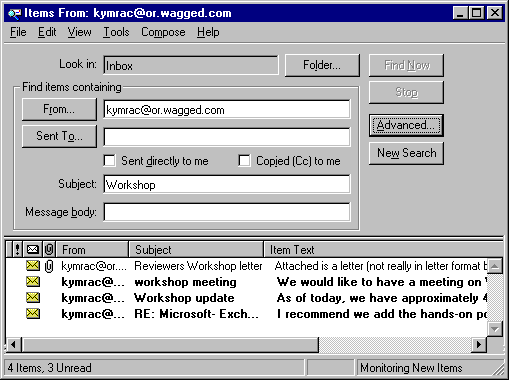 Items From: kymrac@or.wagged.com
File Edit View Tools Compose Help
Look in: Inbox Folder... Find Now
Find items containing Stop
From... kymrac@or.wagged.com
Sent To... Advanced...
Sent directly to me Copied (Cc) to me New Search
Subject: Workshop
Message body:
! From Subject Item Text
kymrac@or.... Reviewers Workshop letter Attached is a letter (not really in letter format b
kymrac@... workshop meeting We would like to have a meeting on
kymrac@... Workshop update As of today, we have approximately 4
kymrac@... RE: Microsoft- Exch... I recommend we add the hands-on po
4 Items, 3 Unread Monitoring New Items